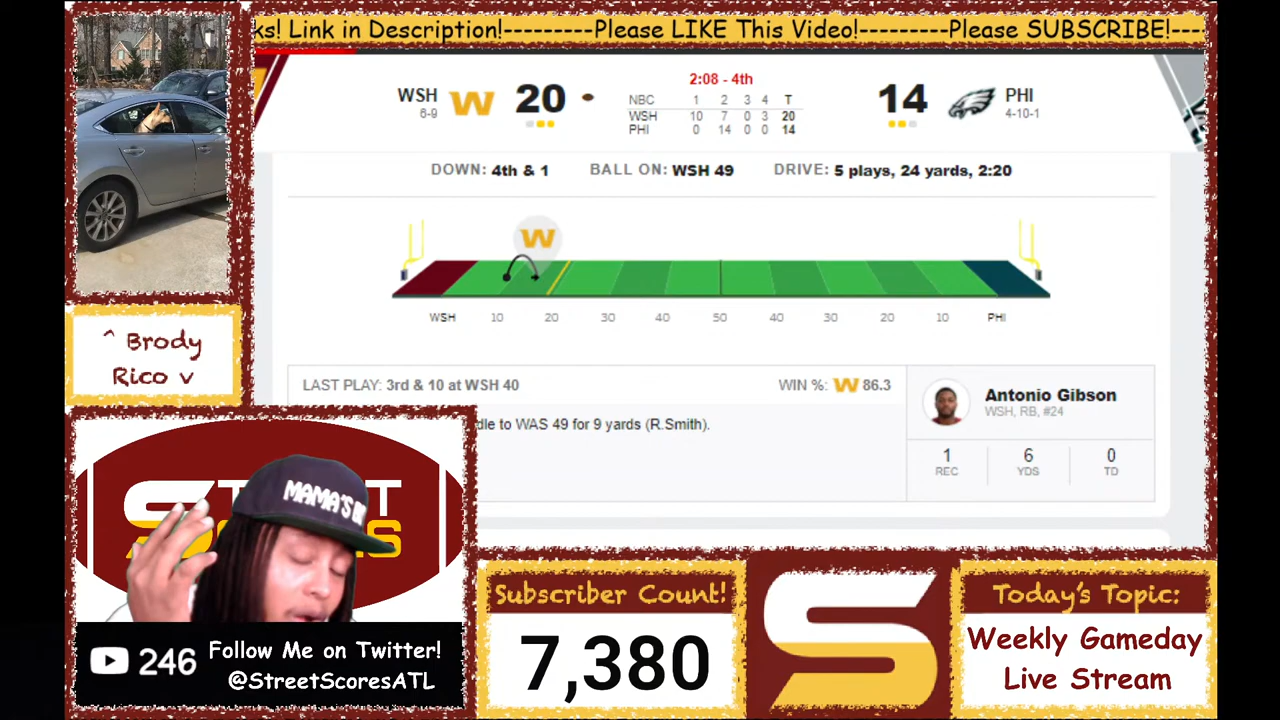 ks! Link in Description!---------Please LIKE This Video!---------Please SUBSCRIBE!----
WSH
6-9
W
20
2:08 - 4th
NBC 1 2 3 4 T
WSH 10 7 0 3 20
PHI 0 14 0 0 14
14
PHI
4-10-1
DOWN: 4th & 1 BALL ON: WSH 49 DRIVE: 5 plays, 24 yards, 2:20
W
WSH 10 20 30 40 50 40 30 20 10 PHI
LAST PLAY: 3rd & 10 at WSH 40 WIN %: W 86.3
dle to WAS 49 for 9 yards (R.Smith).
Antonio Gibson
WSH, RB, #24
1 6 0
REC YDS TD
^ Brody
Rico v
MAMA'S
246
Follow Me on Twitter!
@StreetScoresATL
Subscriber Count!
7,380
S
Today's Topic:
Weekly Gameday
Live Stream